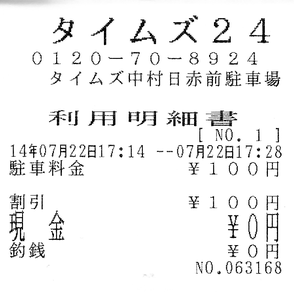 タイムズ24
0120-70-8924
タイムズ中村日赤前駐車場
利用明細書
[ NO. 1 ]
14年07月22日17:14 --07月22日17:28
駐車料金 ¥100円
割引 ¥100円
現金 ¥0円
釣銭 ¥0円
NO.063168